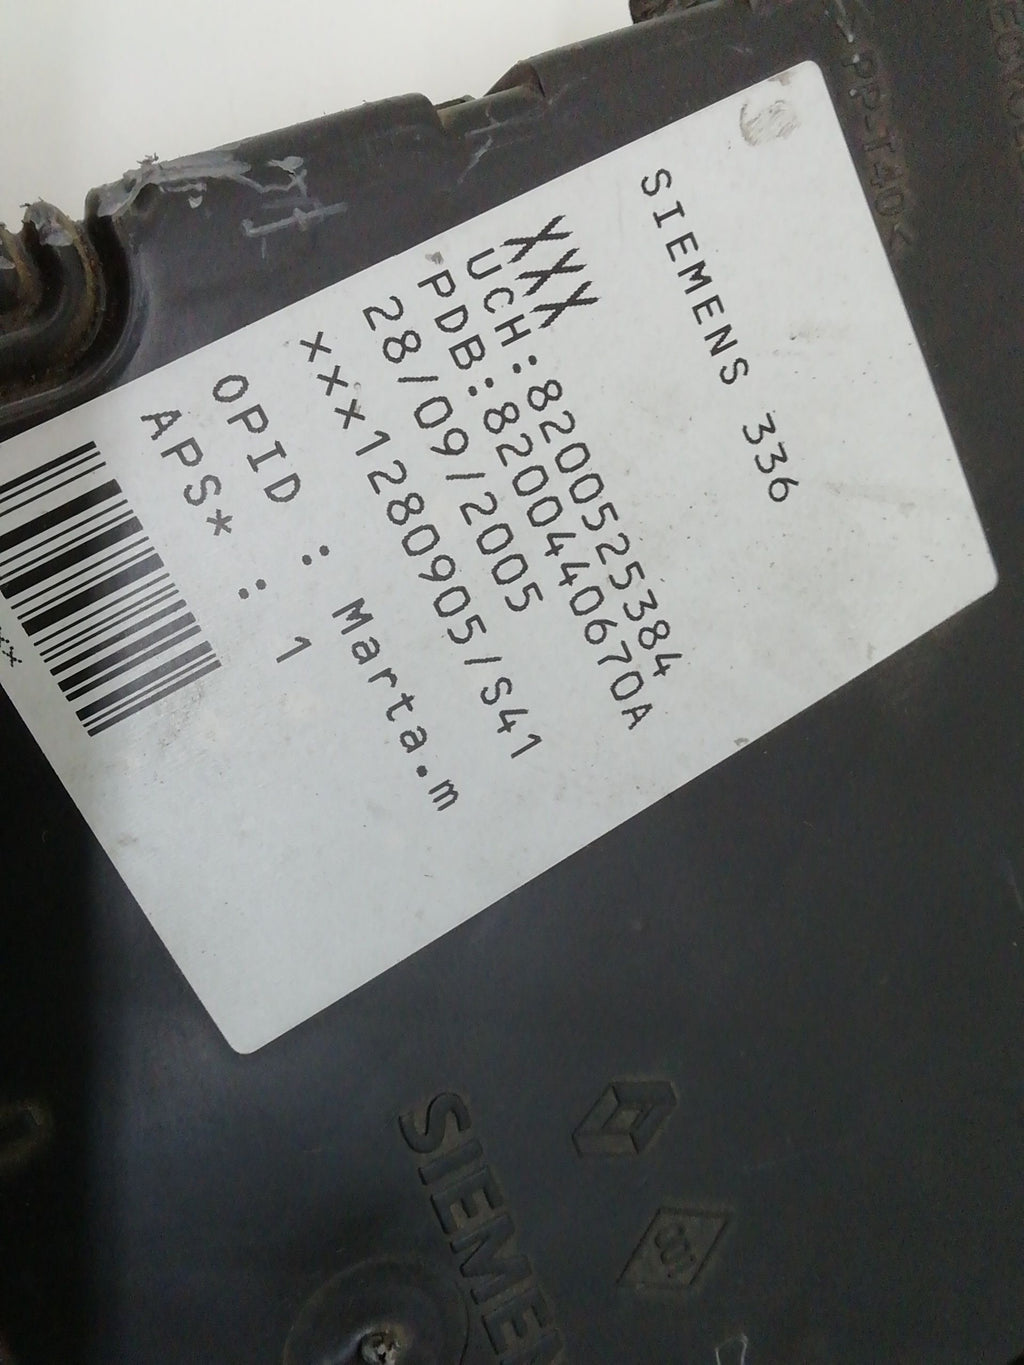 SIEMENS 336
XXX
UCH:8200525384
PDB:8200440670A
28/09/2005
xxx1280905/S41
OPID : Marta.m
APS* : 1
SIEMEN